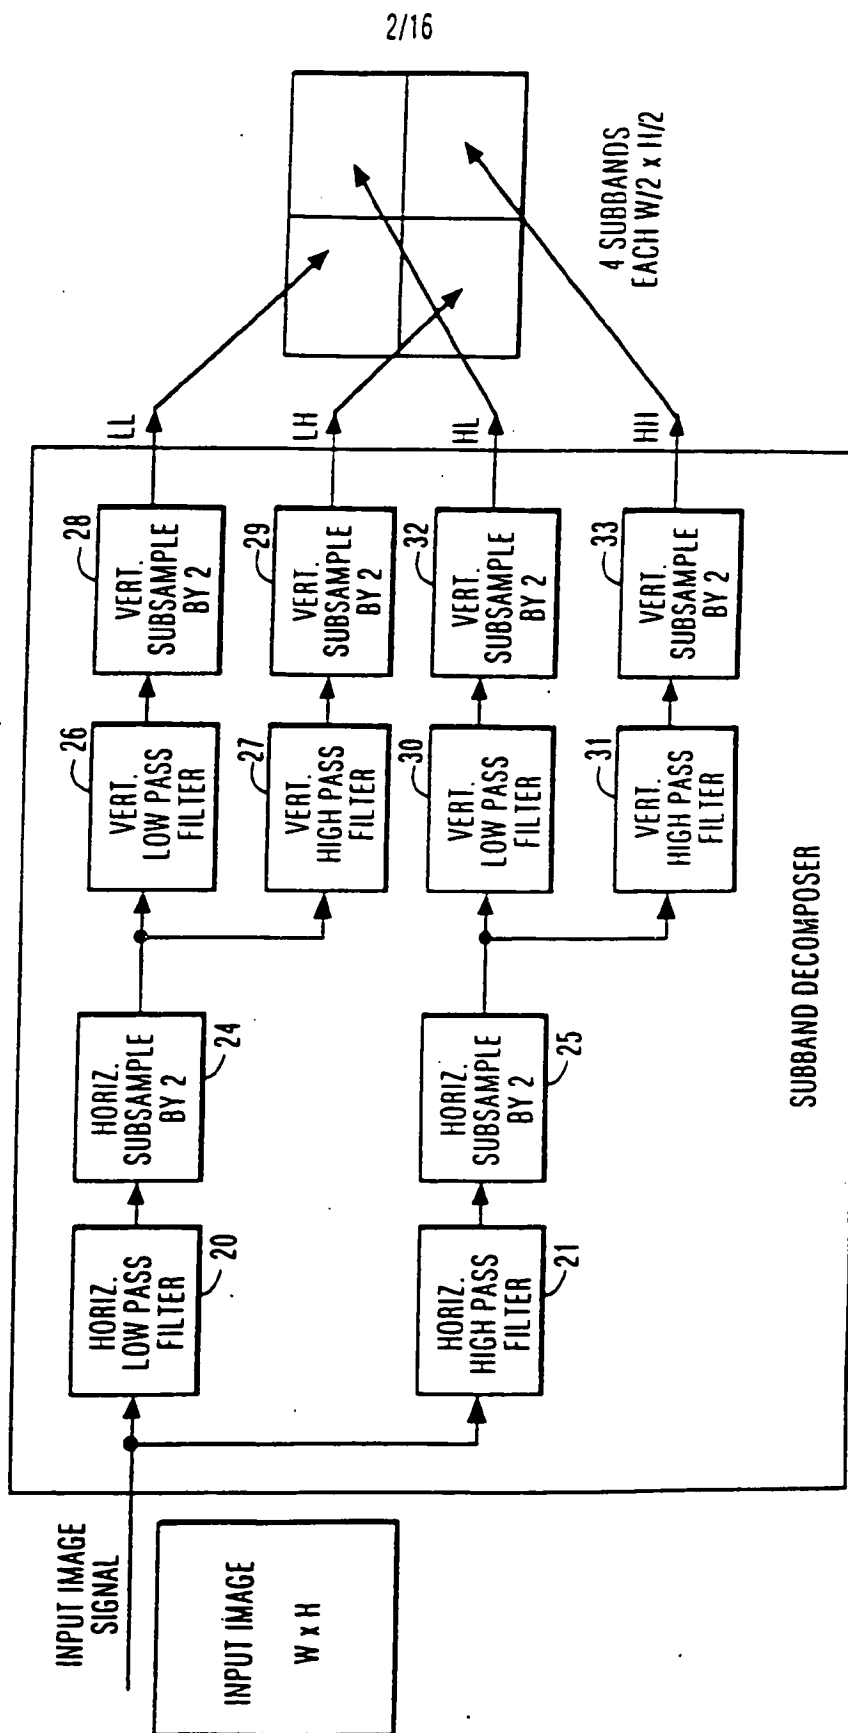 2/16
INPUT IMAGE
SIGNAL
INPUT IMAGE
W x H
HORIZ.
LOW PASS
FILTER
20
HORIZ.
SUBSAMPLE
BY 2
24
VERT.
LOW PASS
FILTER
26
VERT.
SUBSAMPLE
BY 2
28
LL
VERT.
HIGH PASS
FILTER
27
VERT.
SUBSAMPLE
BY 2
29
LH
HORIZ.
HIGH PASS
FILTER
21
HORIZ.
SUBSAMPLE
BY 2
25
VERT.
LOW PASS
FILTER
30
VERT.
SUBSAMPLE
BY 2
32
HL
VERT.
HIGH PASS
FILTER
31
VERT.
SUBSAMPLE
BY 2
33
HH
4 SUBBANDS
EACH W/2 x H/2
SUBBAND DECOMPOSER